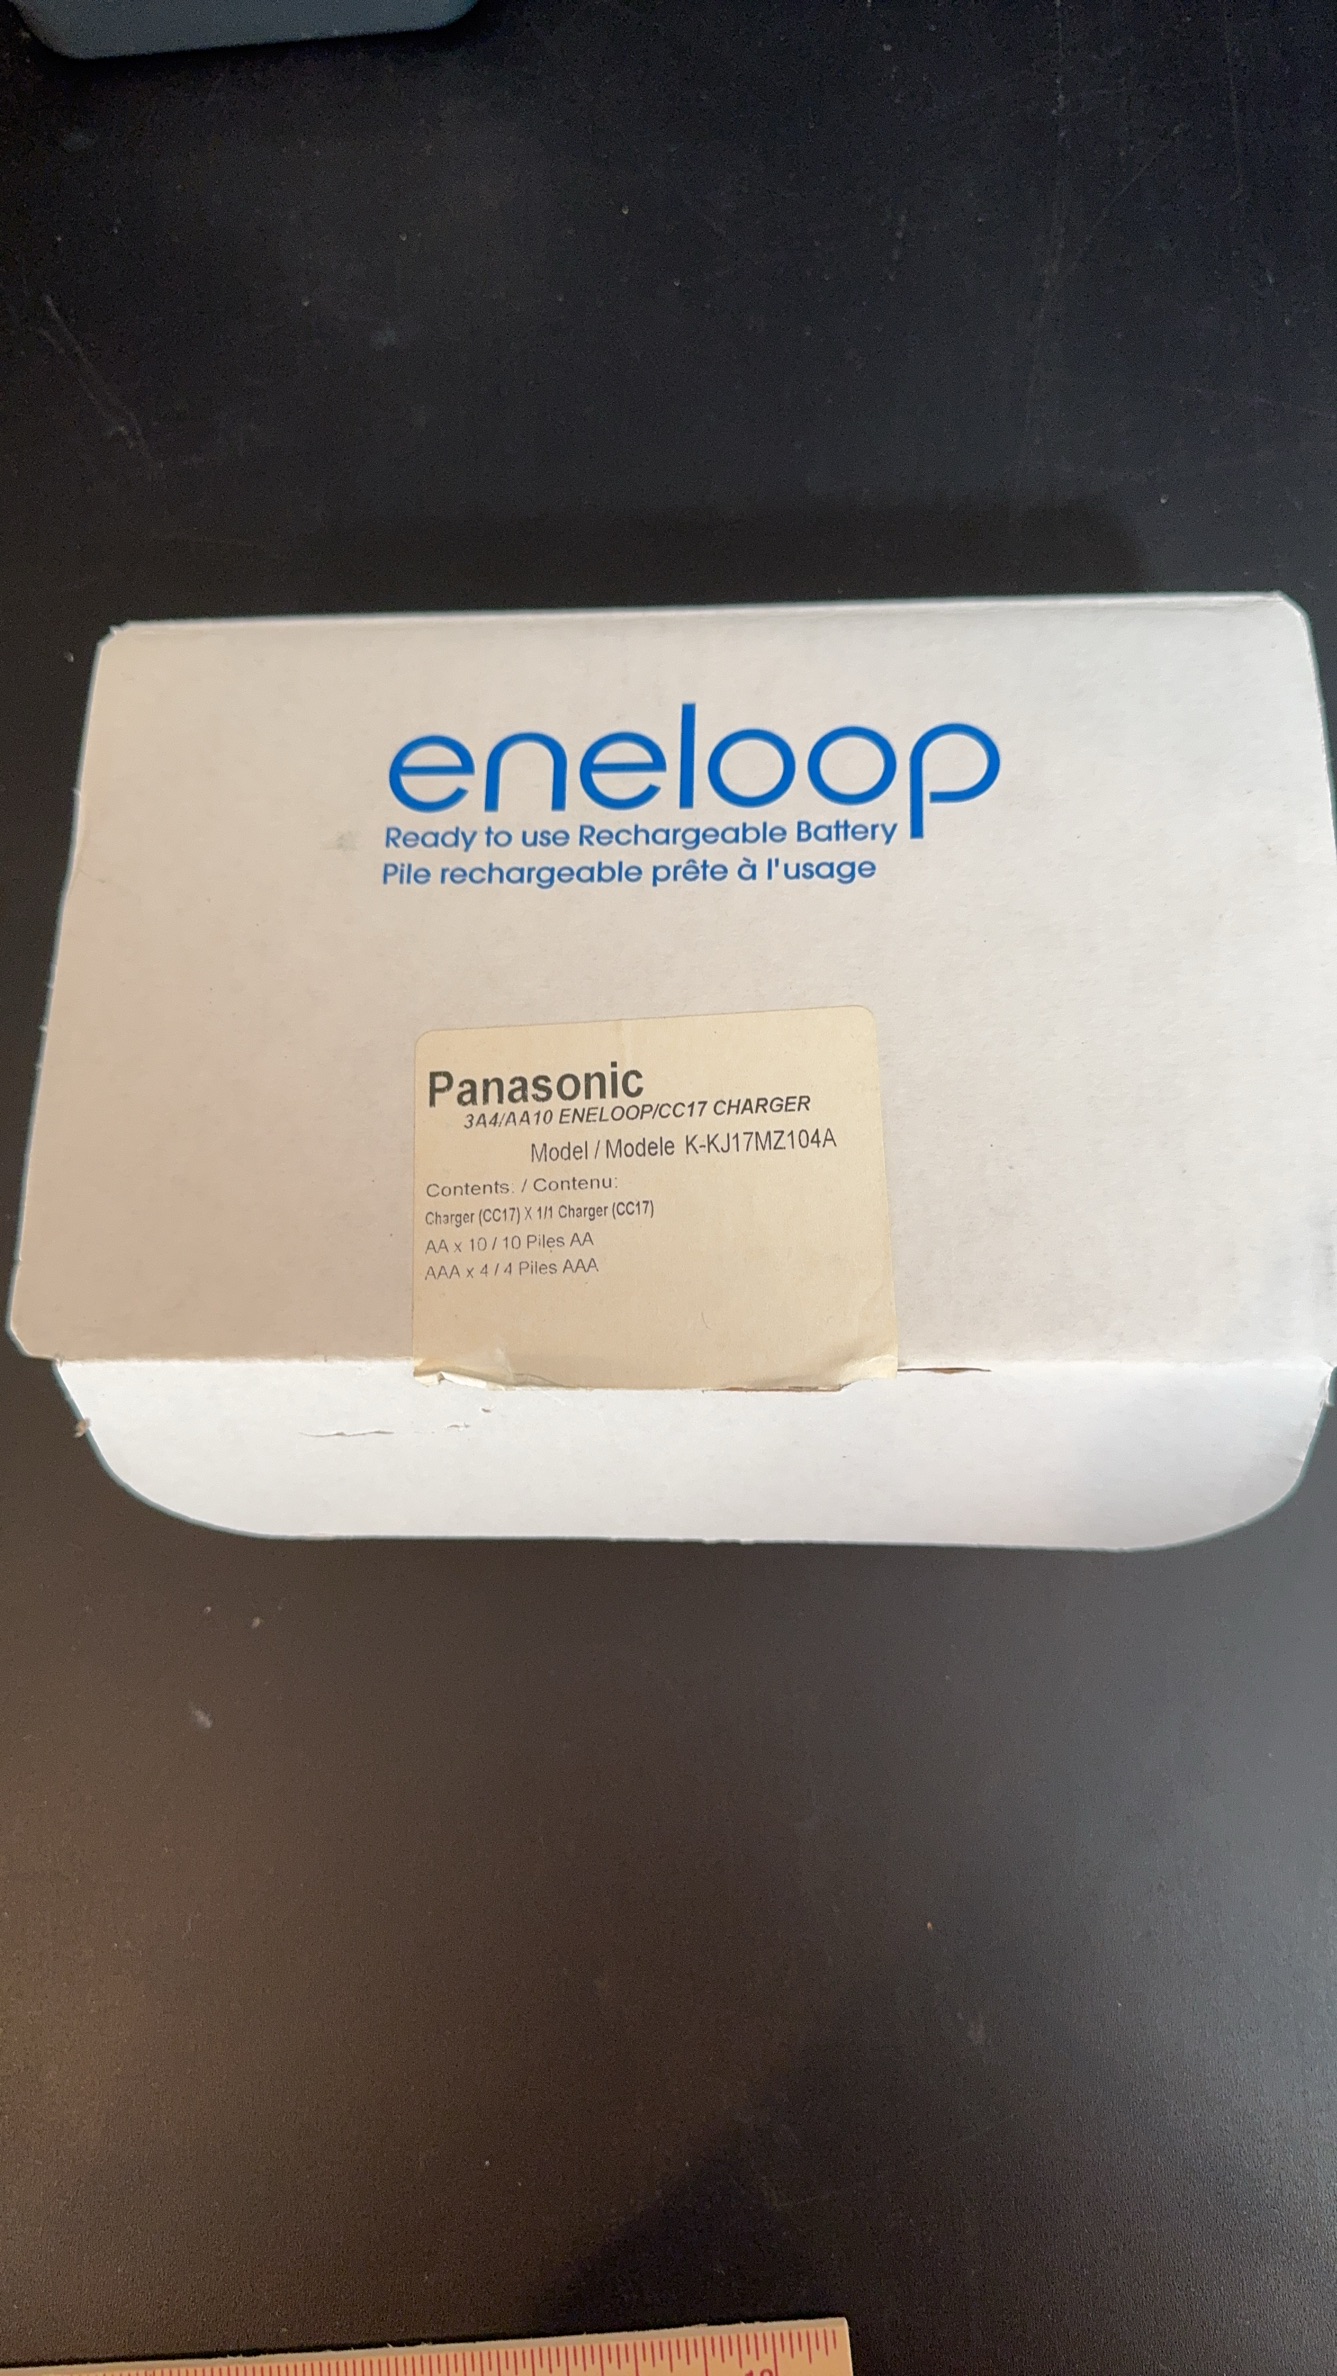 eneloop
Ready to use Rechargeable Battery
Pile rechargeable prête à l'usage
Panasonic
3A4/AA10 ENELOOP/CC17 CHARGER
Model / Modele K-KJ17MZ104A
Contents. / Contenu:
Charger (CC17) X 1/1 Charger (CC17)
AA x 10 / 10 Piles AA
AAA x 4 / 4 Piles AAA